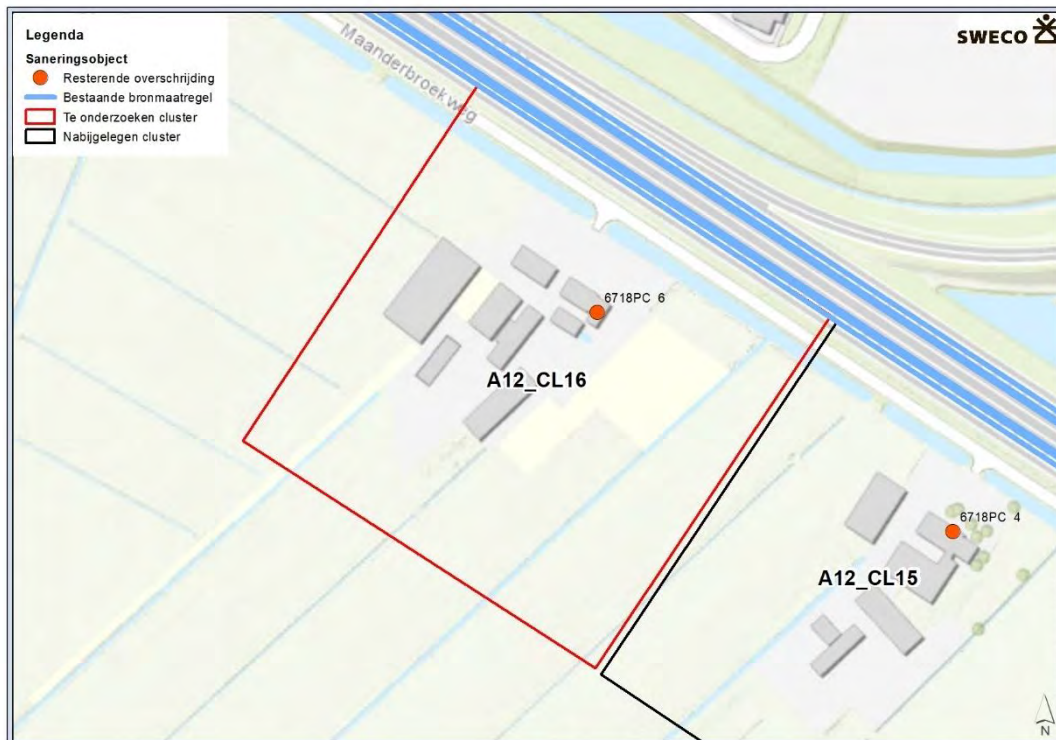 Legenda
Saneringsobject
Resterende overschrijding
Bestaande bronmaatregel
Te onderzoeken cluster
Nabijgelegen cluster
SWECO
Maanderbroekweg
6718PC 6
A12_CL16
6718PC 4
A12_CL15
N